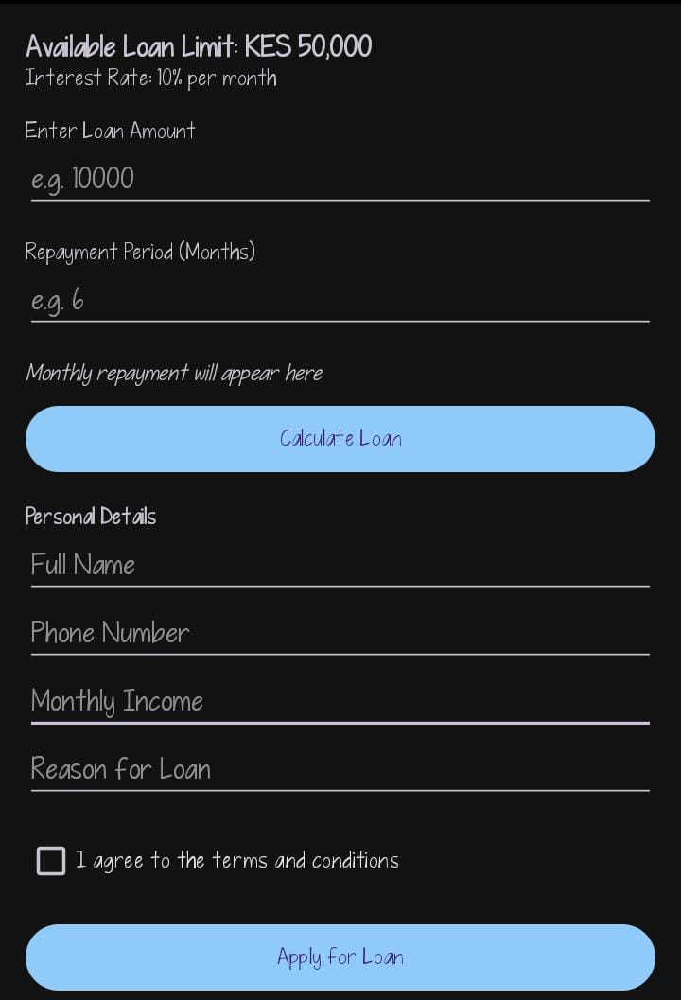 Available Loan Limit: KES 50,000
Interest Rate: 10% per month
Enter Loan Amount
e.g. 10000
Repayment Period (Months)
e.g. 6
Monthly repayment will appear here
Calculate Loan
Personal Details
Full Name
Phone Number
Monthly Income
Reason for Loan
I agree to the terms and conditions
Apply for Loan